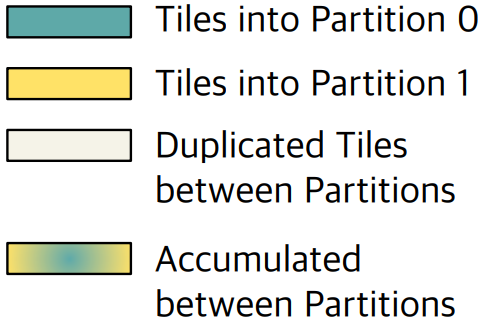 Tiles into Partition 0
Tiles into Partition 1
Duplicated Tiles
between Partitions
Accumulated
between Partitions